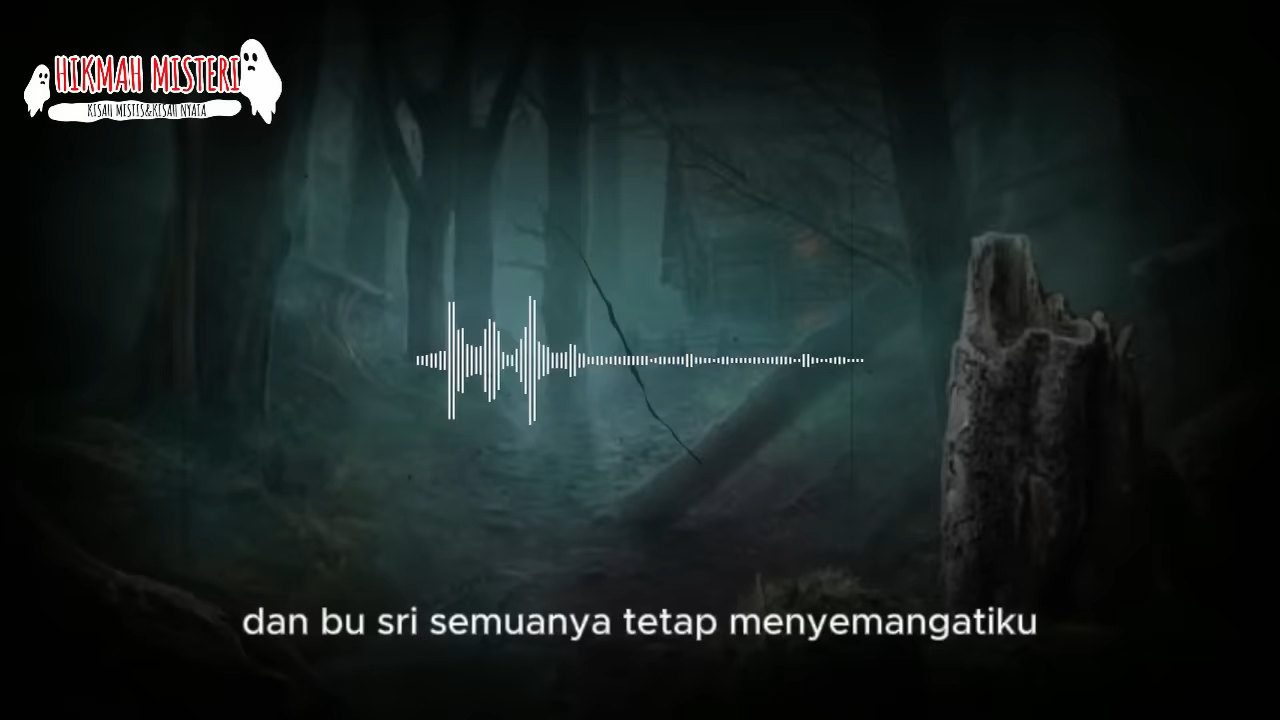 HIKMAH MISTERI
KISAH MISTIS&KISAH NYATA
dan bu sri semuanya tetap menyemangatiku